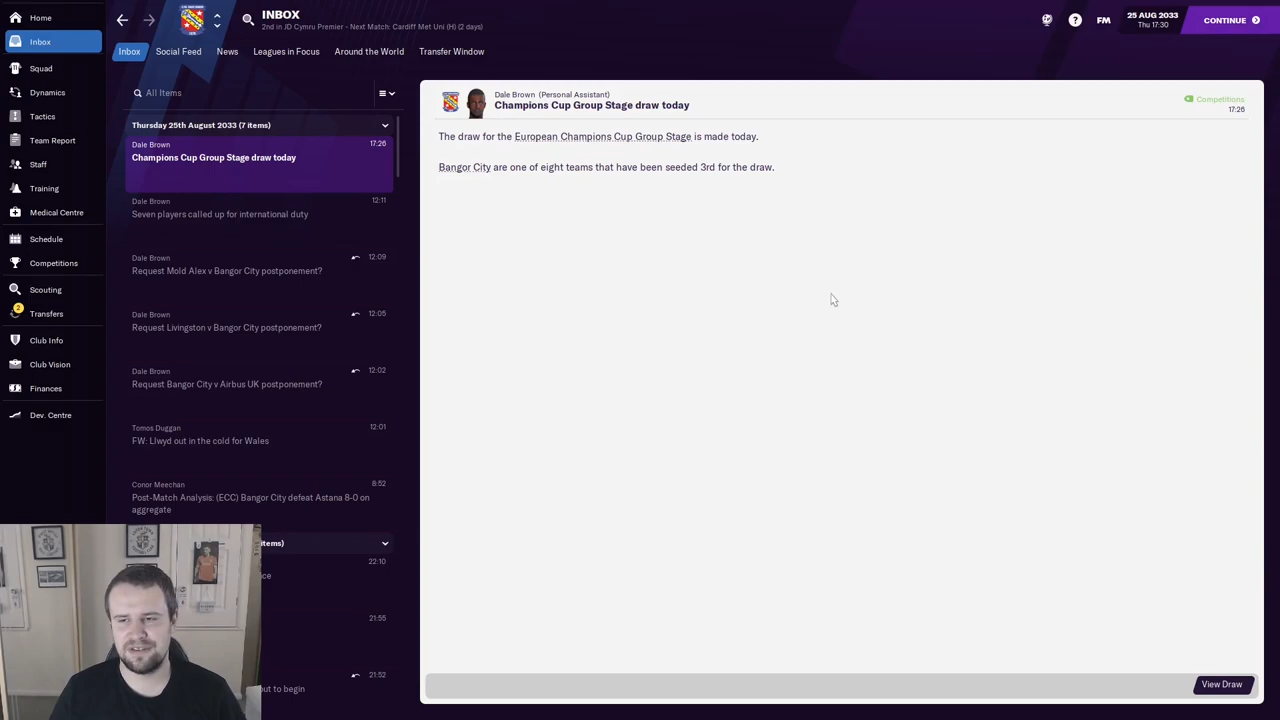 Home
Inbox
Squad
Dynamics
Tactics
Team Report
Staff
Training
Medical Centre
Schedule
Competitions
Scouting
2
Transfers
Club Info
Club Vision
Finances
Dev. Centre
INBOX
2nd in JD Cymru Premier - Next Match: Cardiff Met Uni (H) (2 days)
FM
25 AUG 2033
Thu 17:30
CONTINUE
Inbox
Social Feed
News
Leagues in Focus
Around the World
Transfer Window
All Items
Thursday 25th August 2033 (7 items)
Dale Brown 17:26
Champions Cup Group Stage draw today
Dale Brown 12:11
Seven players called up for international duty
Dale Brown 12:09
Request Mold Alex v Bangor City postponement?
Dale Brown 12:05
Request Livingston v Bangor City postponement?
Dale Brown 12:02
Request Bangor City v Airbus UK postponement?
Tomos Duggan 12:01
FW: Llwyd out in the cold for Wales
Conor Meechan 8:52
Post-Match Analysis: (ECC) Bangor City defeat Astana 8-0 on
aggregate
items)
22:10
21:55
21:52
out to begin
Dale Brown (Personal Assistant)
Champions Cup Group Stage draw today
Competitions
17:26
The draw for the European Champions Cup Group Stage is made today.
Bangor City are one of eight teams that have been seeded 3rd for the draw.
View Draw